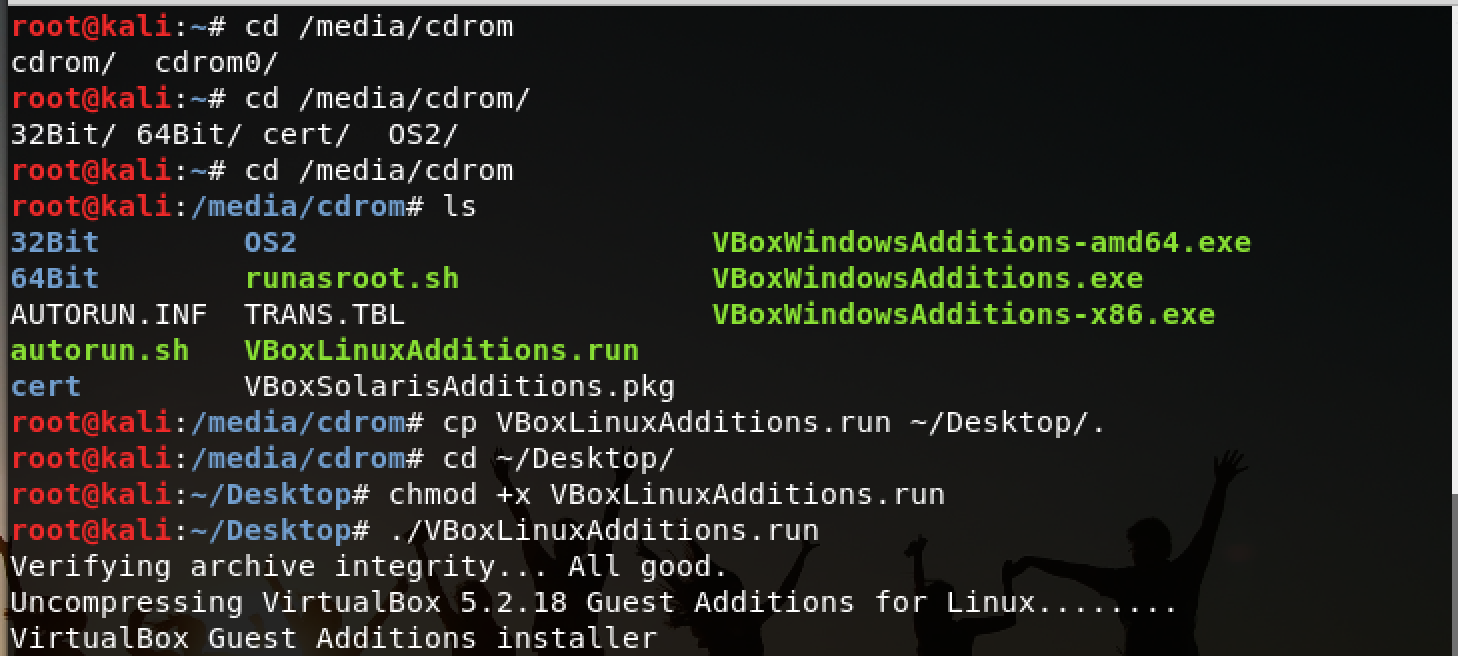 root@kali:~# cd /media/cdrom
cdrom/  cdrom0/
root@kali:~# cd /media/cdrom/
32Bit/ 64Bit/ cert/  OS2/
root@kali:~# cd /media/cdrom
root@kali:/media/cdrom# ls
32Bit        OS2                       VBoxWindowsAdditions-amd64.exe
64Bit        runasroot.sh              VBoxWindowsAdditions.exe
AUTORUN.INF  TRANS.TBL                 VBoxWindowsAdditions-x86.exe
autorun.sh   VBoxLinuxAdditions.run
cert         VBoxSolarisAdditions.pkg
root@kali:/media/cdrom# cp VBoxLinuxAdditions.run ~/Desktop/.
root@kali:/media/cdrom# cd ~/Desktop/
root@kali:~/Desktop# chmod +x VBoxLinuxAdditions.run
root@kali:~/Desktop# ./VBoxLinuxAdditions.run
Verifying archive integrity... All good.
Uncompressing VirtualBox 5.2.18 Guest Additions for Linux........
VirtualBox Guest Additions installer